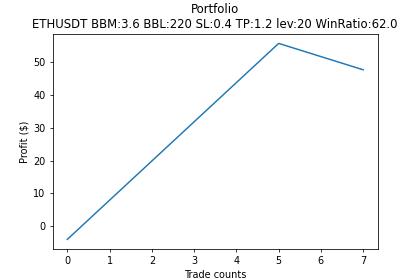 Portfolio
ETHUSDT BBM:3.6 BBL:220 SL:0.4 TP:1.2 lev:20 WinRatio:62.0
50
40
30
20
10
0
Profit ($)
0 1 2 3 4 5 6 7
Trade counts